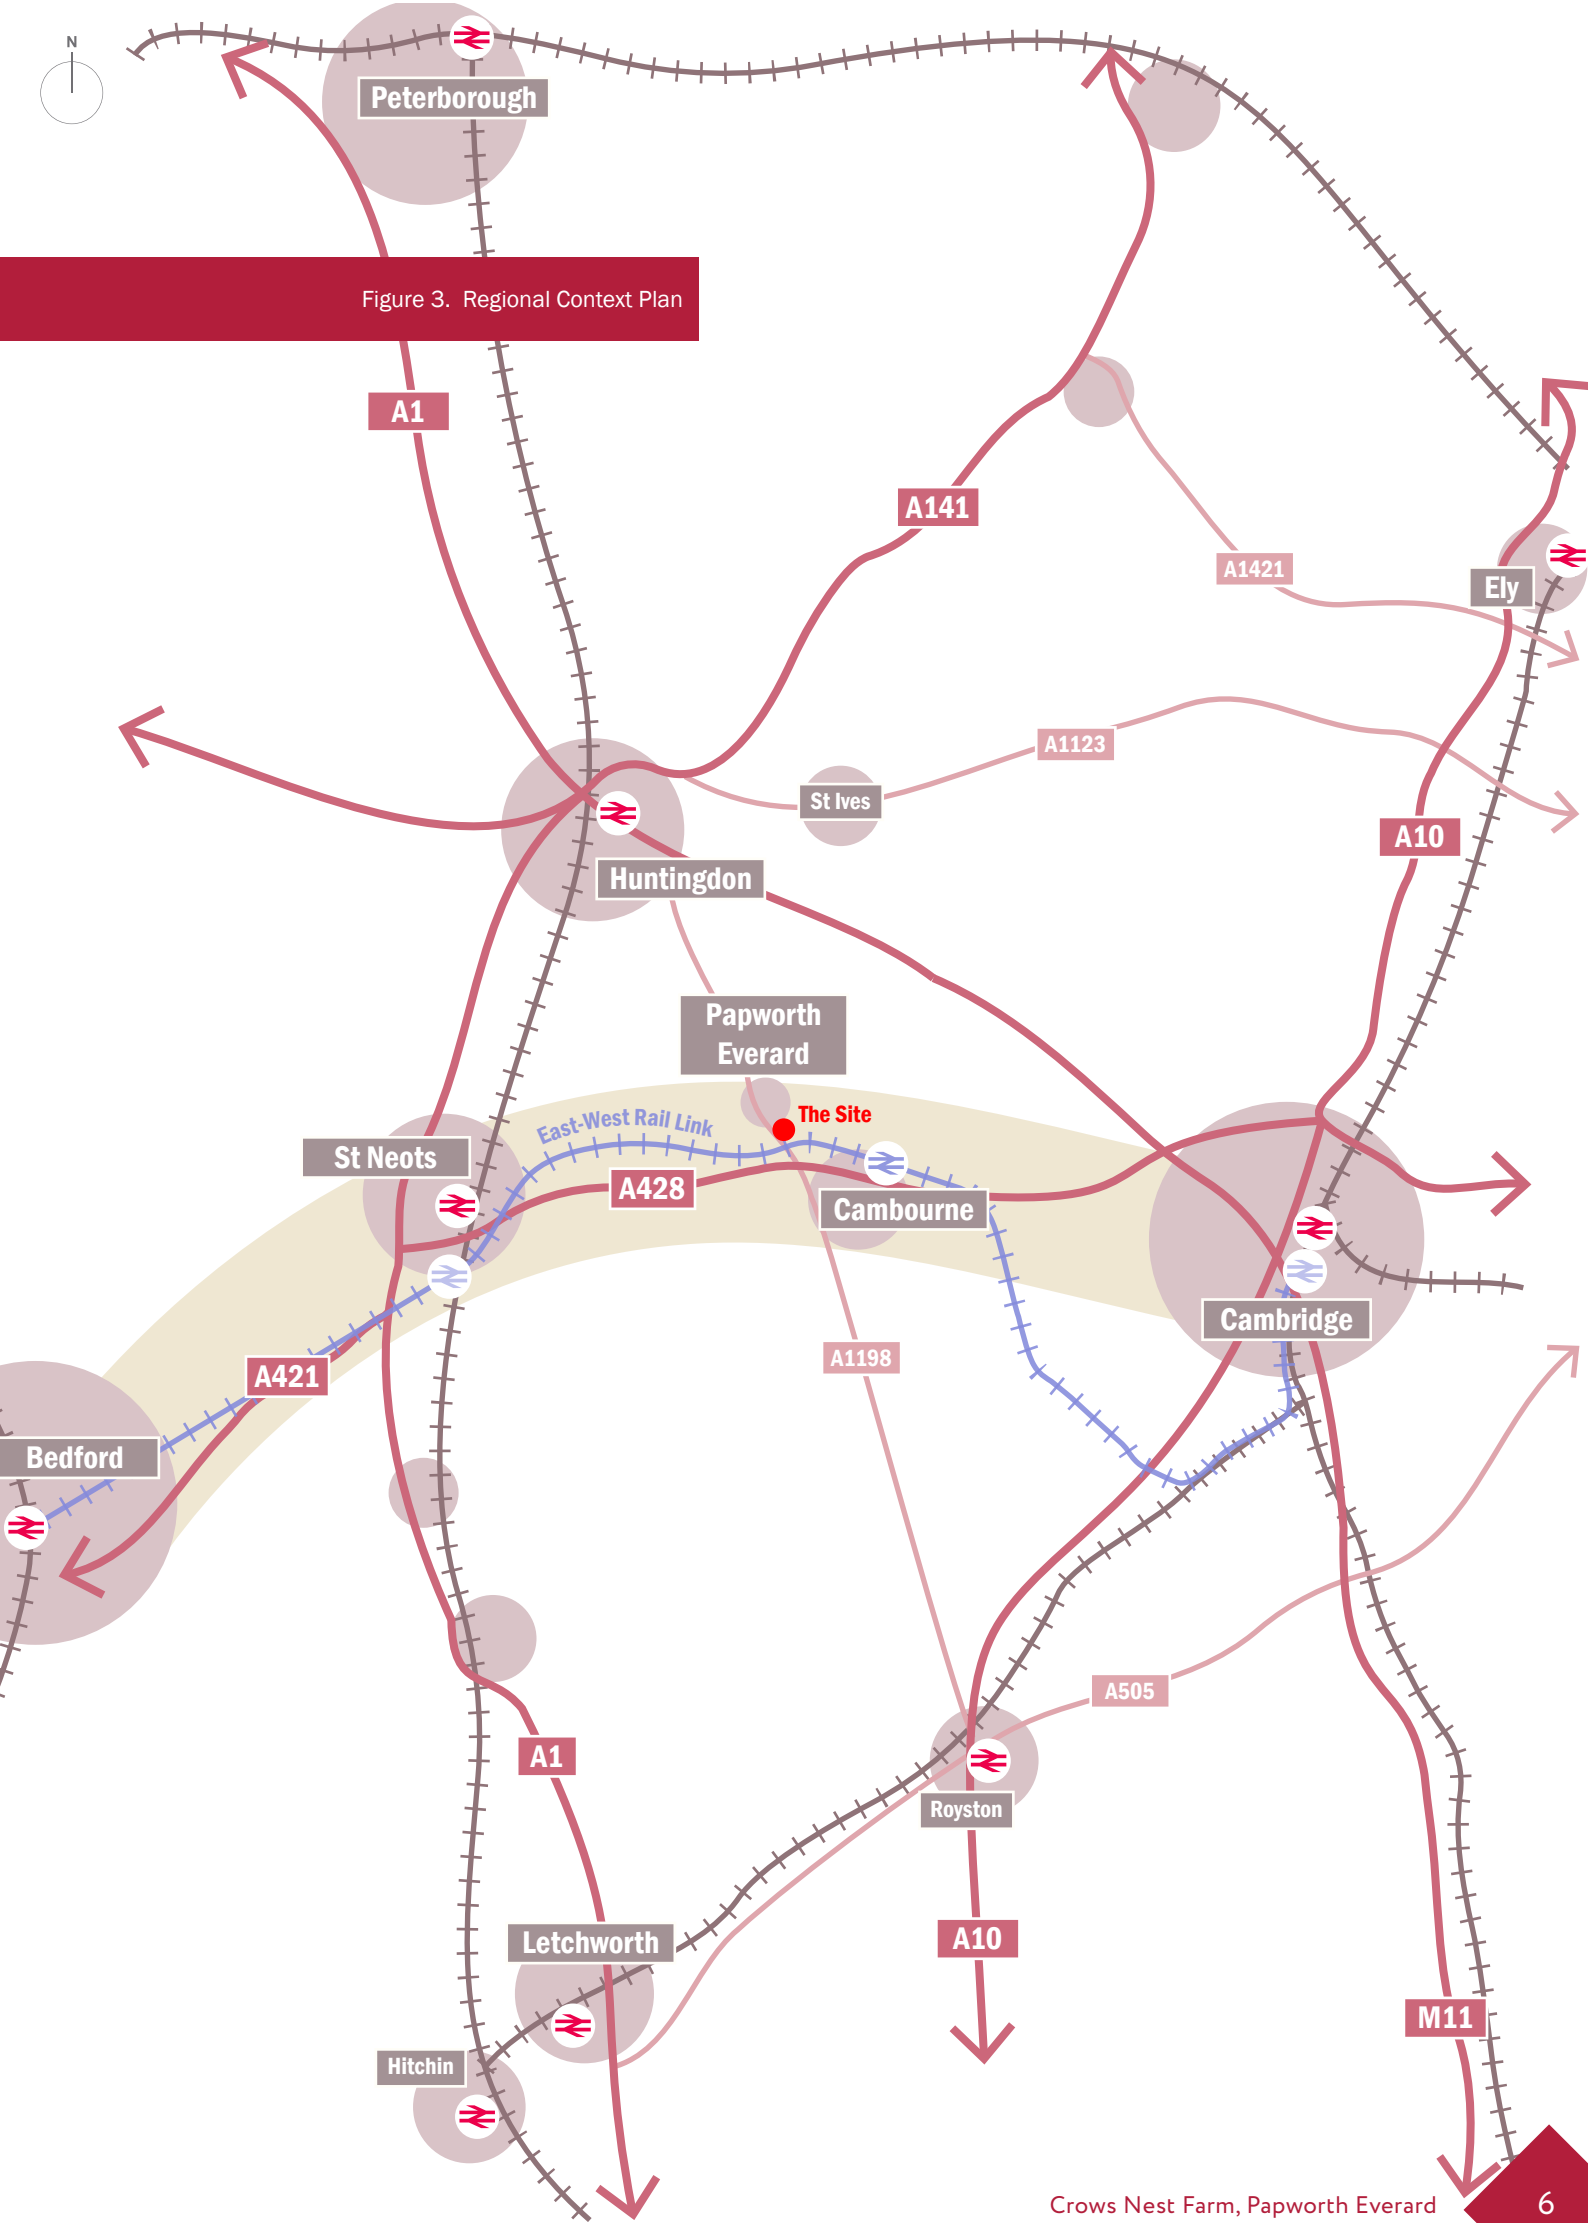 N
Peterborough
Figure 3. Regional Context Plan
A1
A141
A1421
Ely
A1123
St Ives
A10
Huntingdon
Papworth
Everard
The Site
East-West Rail Link
St Neots
A428
Cambourne
Cambridge
A1198
A421
Bedford
A505
A1
Royston
A10
Letchworth
M11
Hitchin
Crows Nest Farm, Papworth Everard
6